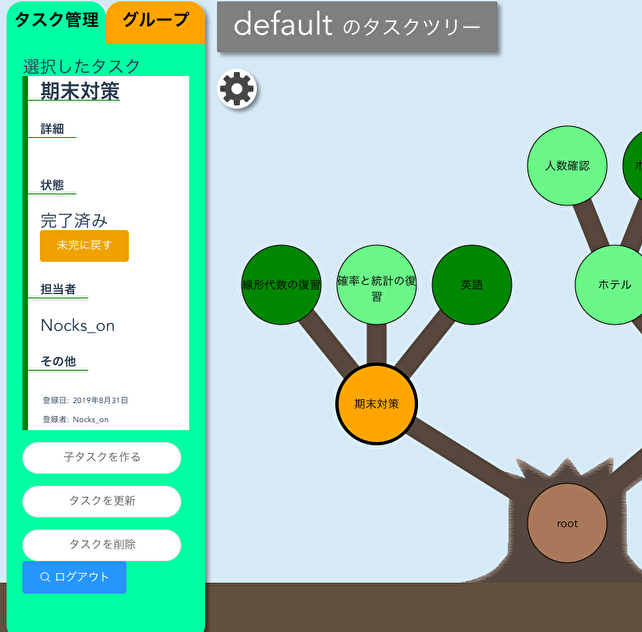 タスク管理
グループ
default のタスクツリー
選択したタスク
期末対策
詳細
状態
完了済み
未完に戻す
担当者
Nocks_on
その他
登録日: 2019年8月31日
登録者: Nocks_on
子タスクを作る
タスクを更新
タスクを削除
ログアウト
人数確認
線形代数の復習
確率と統計の復
習
英語
ホテル
期末対策
root